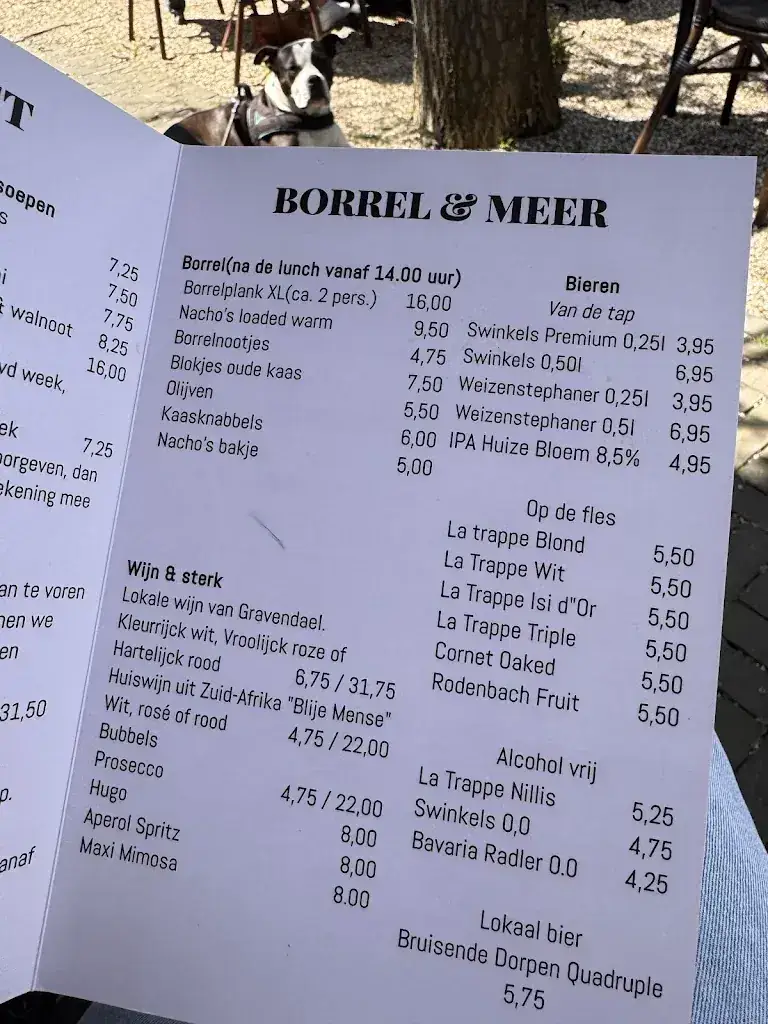 T
soepen
s
7,25
i
7,50
t walnoot
7,75
8,25
16,00
vd week,
ek
7,25
oorgeven, dan
ekening mee
an te voren
nen we
en
31,50
p.
anaf
BORREL & MEER
Borrel(na de lunch vanaf 14.00 uur)
Borrelplank XL(ca. 2 pers.) 16,00
Nacho's loaded warm 9,50
Borrelnootjes 4,75
Blokjes oude kaas 7,50
Olijven 5,50
Kaasknabbels 6,00
Nacho's bakje 5,00
Wijn & sterk
Lokale wijn van Gravendael.
Kleurrijck wit, Vroolijck roze of
Hartelijck rood 6,75 / 31,75
Huiswijn uit Zuid-Afrika "Blije Mense"
Wit, rosé of rood 4,75 / 22,00
Bubbels
Prosecco 4,75 / 22,00
Hugo 8,00
Aperol Spritz 8,00
Maxi Mimosa 8.00
Bieren
Van de tap
Swinkels Premium 0,25l 3,95
Swinkels 0,50l 6,95
Weizenstephaner 0,25l 3,95
Weizenstephaner 0,5l 6,95
IPA Huize Bloem 8,5% 4,95
Op de fles
La trappe Blond 5,50
La Trappe Wit 5,50
La Trappe Isi d"Or 5,50
La Trappe Triple 5,50
Cornet Oaked 5,50
Rodenbach Fruit 5,50
Alcohol vrij
La Trappe Nillis 5,25
Swinkels 0,0 4,75
Bavaria Radler 0.0 4,25
Lokaal bier
Bruisende Dorpen Quadruple
5,75